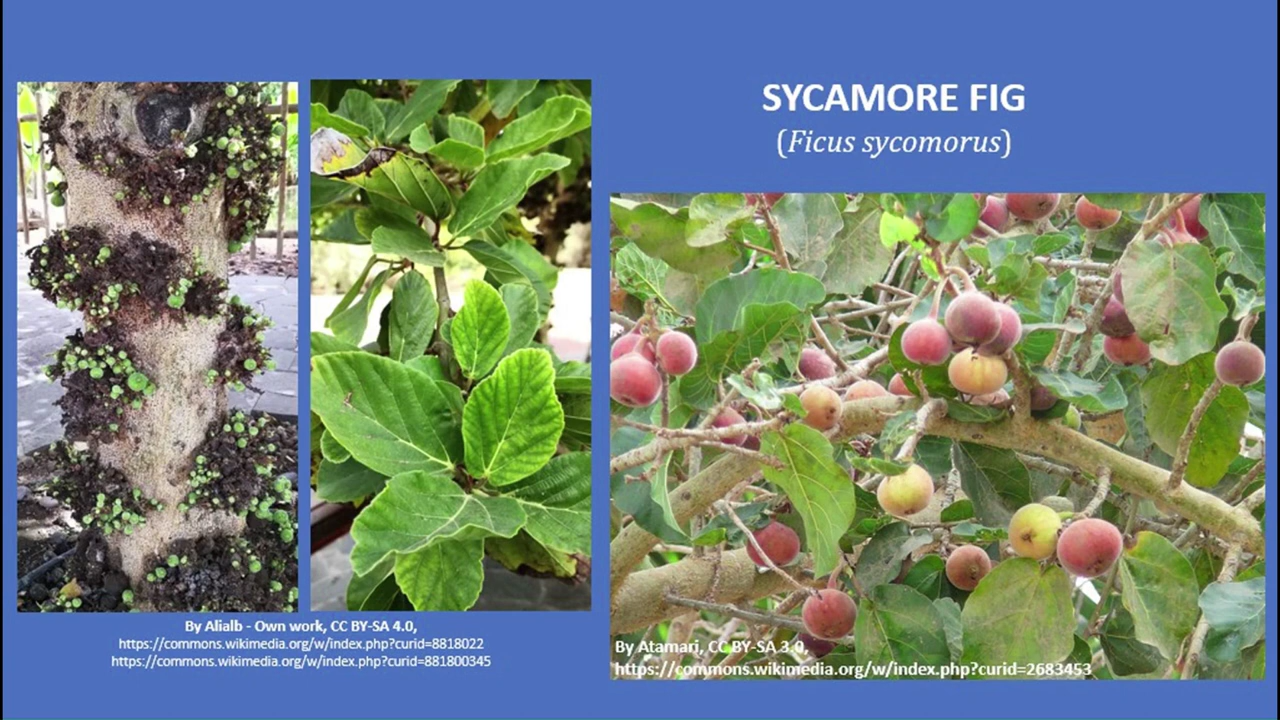 SYCAMORE FIG
(Ficus sycomorus)
By Alialb - Own work, CC BY-SA 4.0,
https://commons.wikimedia.org/w/index.php?curid=8818022
https://commons.wikimedia.org/w/index.php?curid=881800345
By Atamari, CC BY-SA 3.0,
https://commons.wikimedia.org/w/index.php?curid=2683453